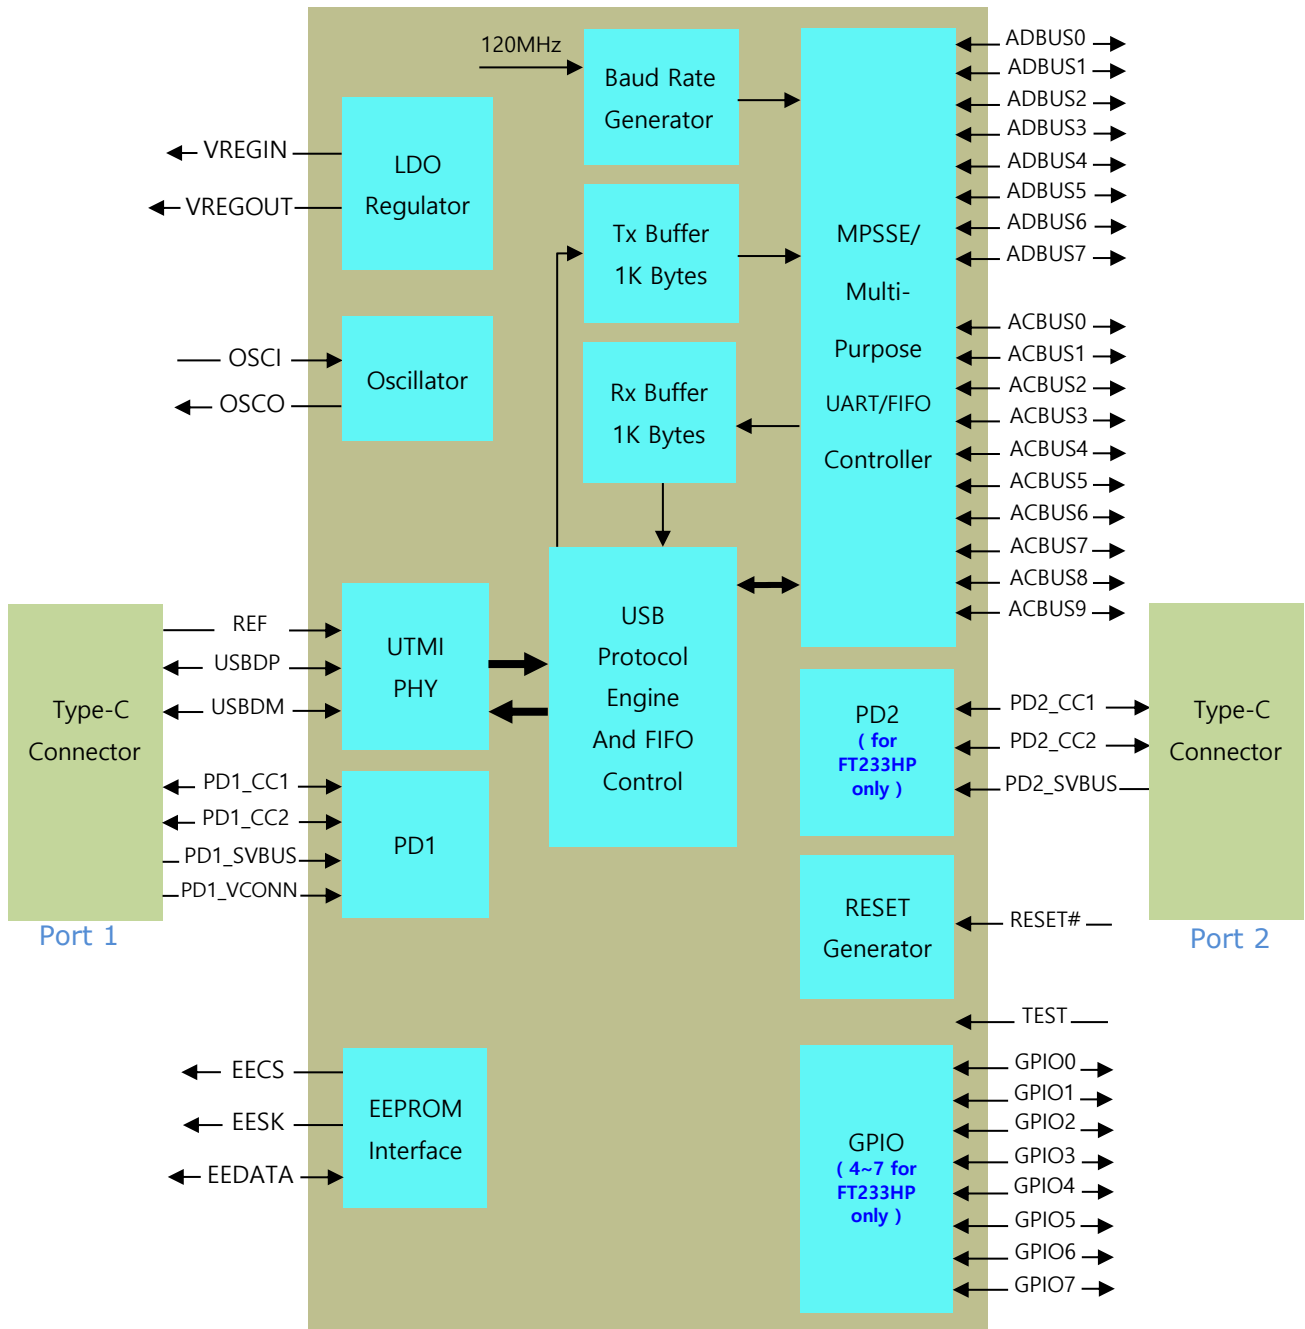 120MHz
Baud Rate
Generator
LDO
Regulator
VREGIN
VREGOUT
Tx Buffer
1K Bytes
Oscillator
OSCI
OSCO
Rx Buffer
1K Bytes
MPSSE/
Multi-
Purpose
UART/FIFO
Controller
ADBUS0
ADBUS1
ADBUS2
ADBUS3
ADBUS4
ADBUS5
ADBUS6
ADBUS7
ACBUS0
ACBUS1
ACBUS2
ACBUS3
ACBUS4
ACBUS5
ACBUS6
ACBUS7
ACBUS8
ACBUS9
Type-C
Connector
Port 1
REF
USBDP
USBDM
PD1_CC1
PD1_CC2
PD1_SVBUS
PD1_VCONN
UTMI
PHY
PD1
USB
Protocol
Engine
And FIFO
Control
PD2
( for
FT233HP
only )
PD2_CC1
PD2_CC2
PD2_SVBUS
Type-C
Connector
Port 2
RESET
Generator
RESET#
TEST
EECS
EESK
EEDATA
EEPROM
Interface
GPIO
( 4~7 for
FT233HP
only )
GPIO0
GPIO1
GPIO2
GPIO3
GPIO4
GPIO5
GPIO6
GPIO7